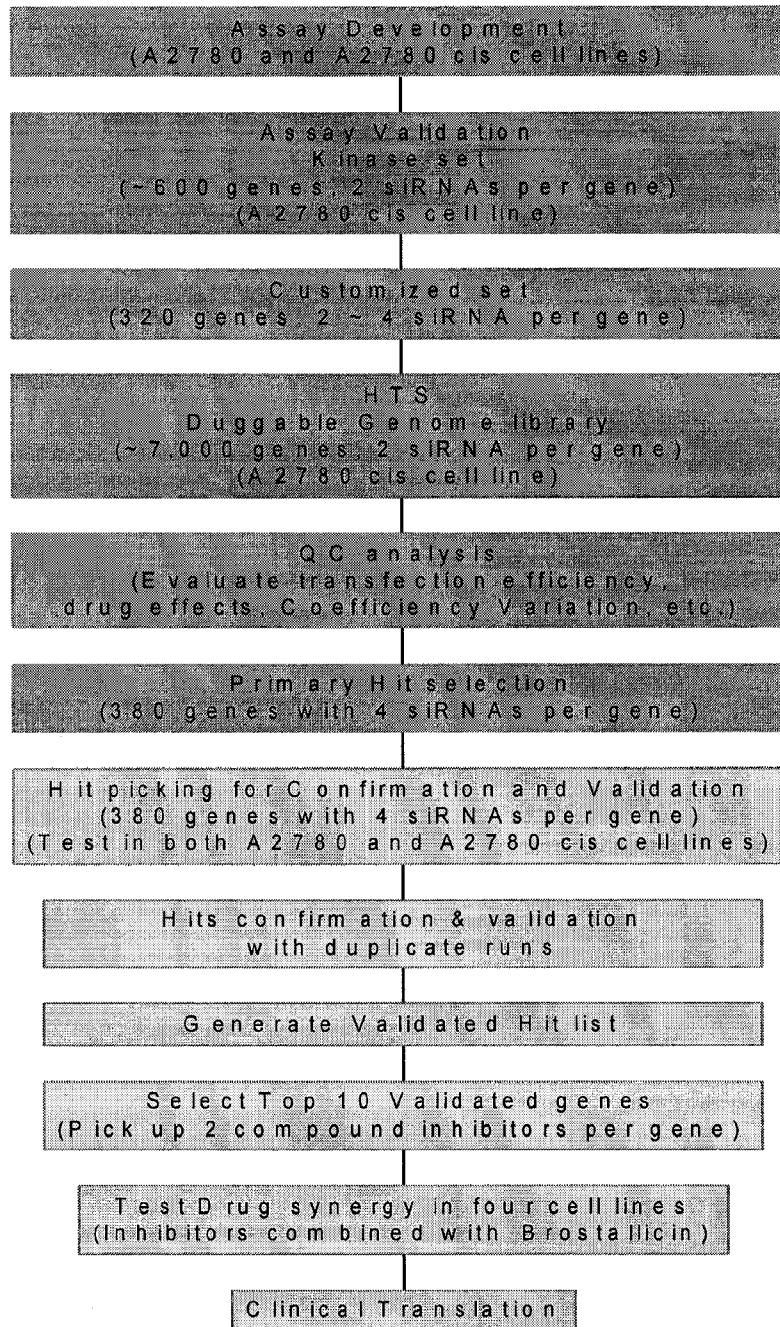 Assay Development
(A2780 and A2780 cis cell lines)
Assay Validation
Kinase set
(~600 genes, 2 siRNAs per gene)
(A2780 cis cell line)
Customized set
(320 genes, 2 ~ 4 siRNA per gene)
HTS
Duggable Genome library
(~7,000 genes, 2 siRNA per gene)
(A2780 cis cell line)
QC analysis
(Evaluate transfection efficiency,
drug effects, Coefficiency Variation, etc.)
Primary Hit selection
(380 genes with 4 siRNAs per gene)
Hit picking for Confirmation and Validation
(380 genes with 4 siRNAs per gene)
(Test in both A2780 and A2780 cis cell lines)
Hits confirmation & validation
with duplicate runs
Generate Validated Hit list
Select Top 10 Validated genes
(Pick up 2 compound inhibitors per gene)
Test Drug synergy in four cell lines
(Inhibitors combined with Brostallicin)
Clinical Translation